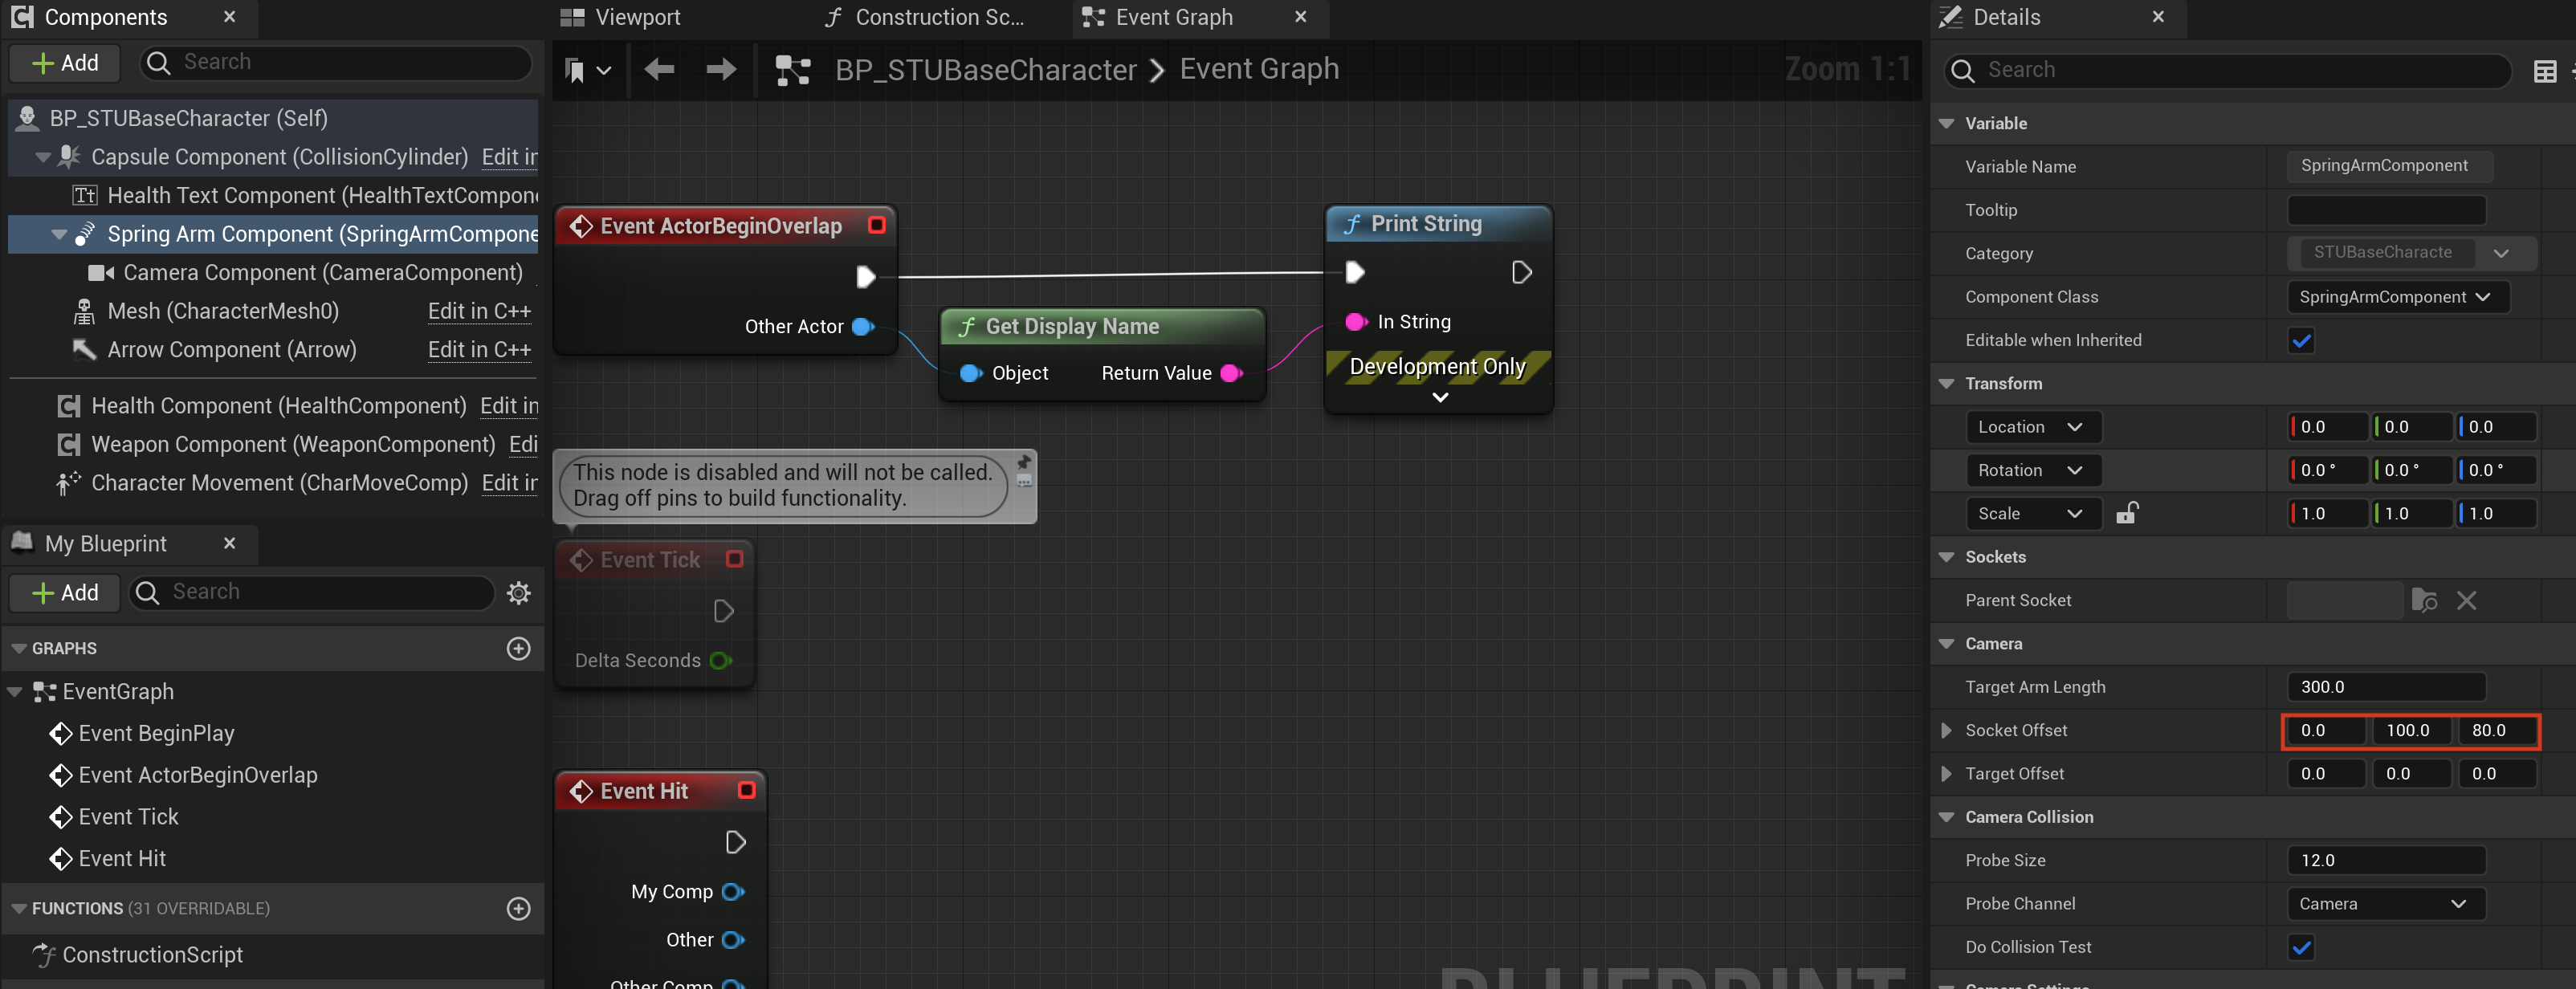 Components
Add
Search
BP_STUBaseCharacter (Self)
Capsule Component (CollisionCylinder) Edit in
Health Text Component (HealthTextCompone
Spring Arm Component (SpringArmCompone
Camera Component (CameraComponent)
Mesh (CharacterMesh0) Edit in C++
Arrow Component (Arrow) Edit in C++
Health Component (HealthComponent) Edit in
Weapon Component (WeaponComponent) Edi
Character Movement (CharMoveComp) Edit in
My Blueprint
Add
Search
GRAPHS
EventGraph
Event BeginPlay
Event ActorBeginOverlap
Event Tick
Event Hit
FUNCTIONS (31 OVERRIDABLE)
ConstructionScript
Viewport
Construction Sc...
Event Graph
BP_STUBaseCharacter > Event Graph
Zoom 1:1
Event ActorBeginOverlap
Other Actor
Get Display Name
Object Return Value
Print String
In String
Development Only
This node is disabled and will not be called.
Drag off pins to build functionality.
Event Tick
Delta Seconds
Event Hit
My Comp
Other
Other Comp
BLUEPRINT
Details
Search
Variable
Variable Name SpringArmComponent
Tooltip
Category STUBaseCharacte
Component Class SpringArmComponent
Editable when Inherited
Transform
Location 0.0 0.0 0.0
Rotation 0.0 ° 0.0 ° 0.0 °
Scale 1.0 1.0 1.0
Sockets
Parent Socket
Camera
Target Arm Length 300.0
Socket Offset 0.0 100.0 80.0
Target Offset 0.0 0.0 0.0
Camera Collision
Probe Size 12.0
Probe Channel Camera
Do Collision Test
Camera Settings